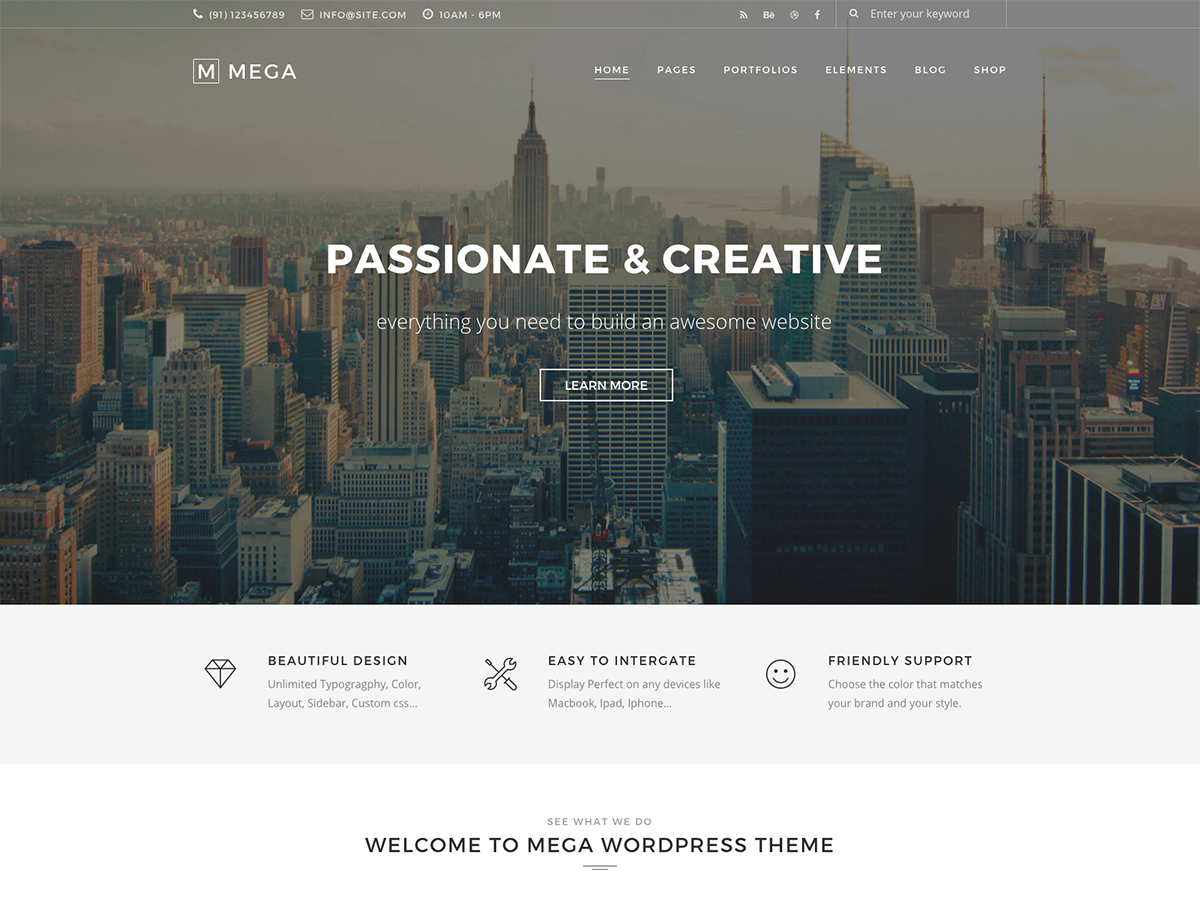 (91) 123456789 INFO@SITE.COM 10AM - 6PM Bē Enter your keyword
M MEGA HOME PAGES PORTFOLIOS ELEMENTS BLOG SHOP
PASSIONATE & CREATIVE
everything you need to build an awesome website
LEARN MORE
BEAUTIFUL DESIGN
Unlimited Typogragphy, Color,
Layout, Sidebar, Custom css...
EASY TO INTERGATE
Display Perfect on any devices like
Macbook, Ipad, Iphone...
FRIENDLY SUPPORT
Choose the color that matches
your brand and your style.
SEE WHAT WE DO
WELCOME TO MEGA WORDPRESS THEME